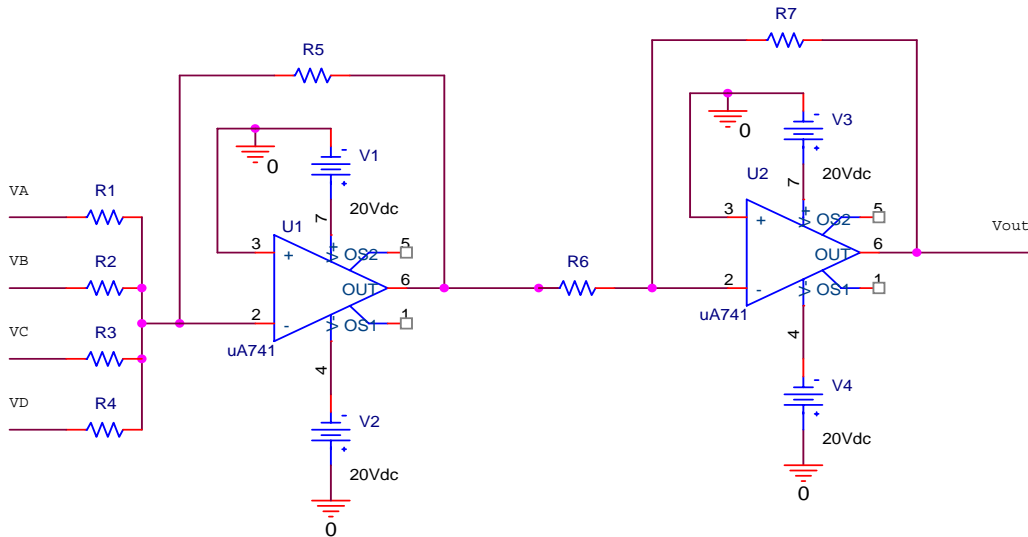 R7
R5
V3
0
V1
0
20Vdc
U2
7
VA
R1
20Vdc
5
3
+
V+
OS2
U1
7
Vout
6
OUT
VB
R2
5
3
+
V+
OS2
R6
2
-
V-
OS1
1
OUT
6
uA741
VC
R3
2
-
V-
OS1
1
4
uA741
VD
R4
4
V4
V2
20Vdc
20Vdc
0
0